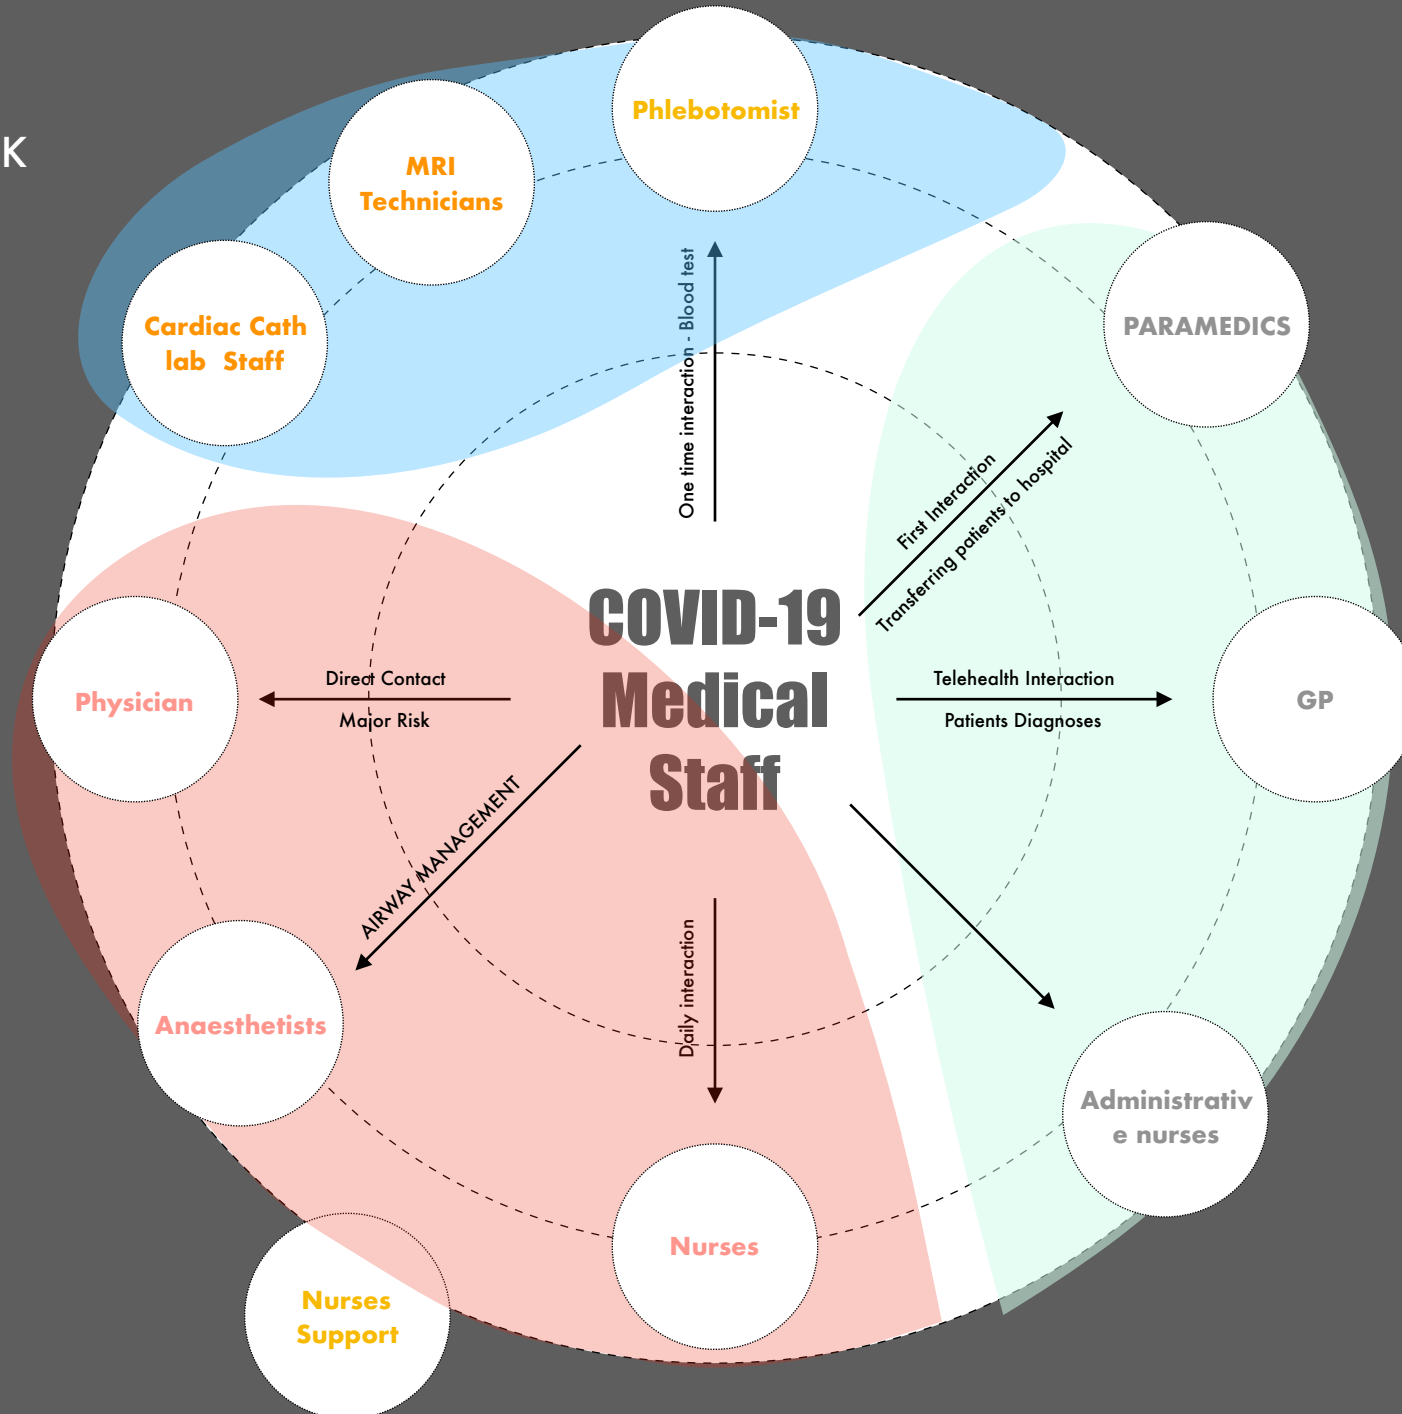 K
Phlebotomist
MRI
Technicians
Cardiac Cath
lab Staff
One time interaction - Blood test
PARAMEDICS
First Interaction
Transferring patients to hospital
COVID-19
Medical
Staff
Direct Contact
Major Risk
Physician
Telehealth Interaction
Patients Diagnoses
GP
AIRWAY MANAGEMENT
Anaesthetists
Daily interaction
Nurses
Administrativ
e nurses
Nurses
Support